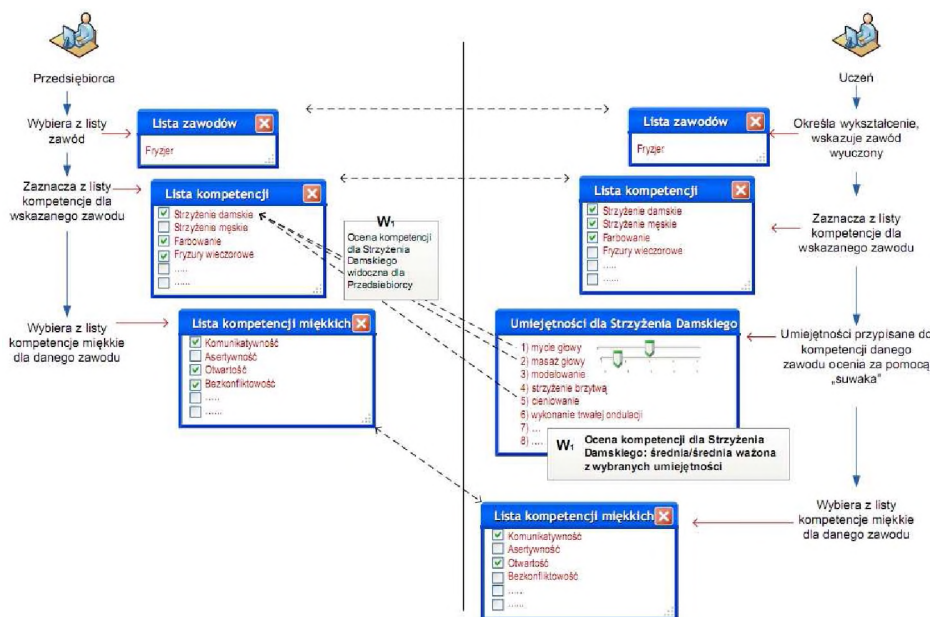 Przedsiębiorca
Wybiera z listy
zawód
Lista zawodów
Fryzjer
Zaznacza z listy
kompetencje dla
wskazanego zawodu
Lista kompetencji
Strzyżenie damskie
Strzyżenie męskie
Farbowanie
Fryzury wieczorowe
.....
......
W1
Ocena kompetencji
dla Strzyżenia
Damskiego
widoczna dla
Przedsiebiorcy
Wybiera z listy
kompetencje miękkie
dla danego zawodu
Lista kompetencji miękkich
Komunikatywność
Asertywność
Otwartość
Bezkonfliktowość
.....
......
Uczeń
Lista zawodów
Fryzjer
Określa wykształcenie,
wskazuje zawód
wyuczony
Lista kompetencji
Strzyżenie damskie
Strzyżenie męskie
Farbowanie
Fryzury wieczorowe
.....
......
Zaznacza z listy
kompetencje dla
wskazanego zawodu
Umiejętności dla Strzyżenia Damskiego
1) mycie głowy
2) masaż głowy
3) modelowanie
4) strzyżenie brzytwą
5) cieniowanie
6) wykonanie trwałej ondulacji
7) ...
8) ....
Umiejętności przypisane do
kompetencji danego
zawodu ocenia za pomocą
„suwaka”
W1 Ocena kompetencji dla Strzyżenia
Damskiego: średnia/średnia ważona
z wybranych umiejętności
Lista kompetencji miękkich
Komunikatywność
Asertywność
Otwartość
Bezkonfliktowość
.....
......
Wybiera z listy
kompetencje miękkie
dla danego zawodu